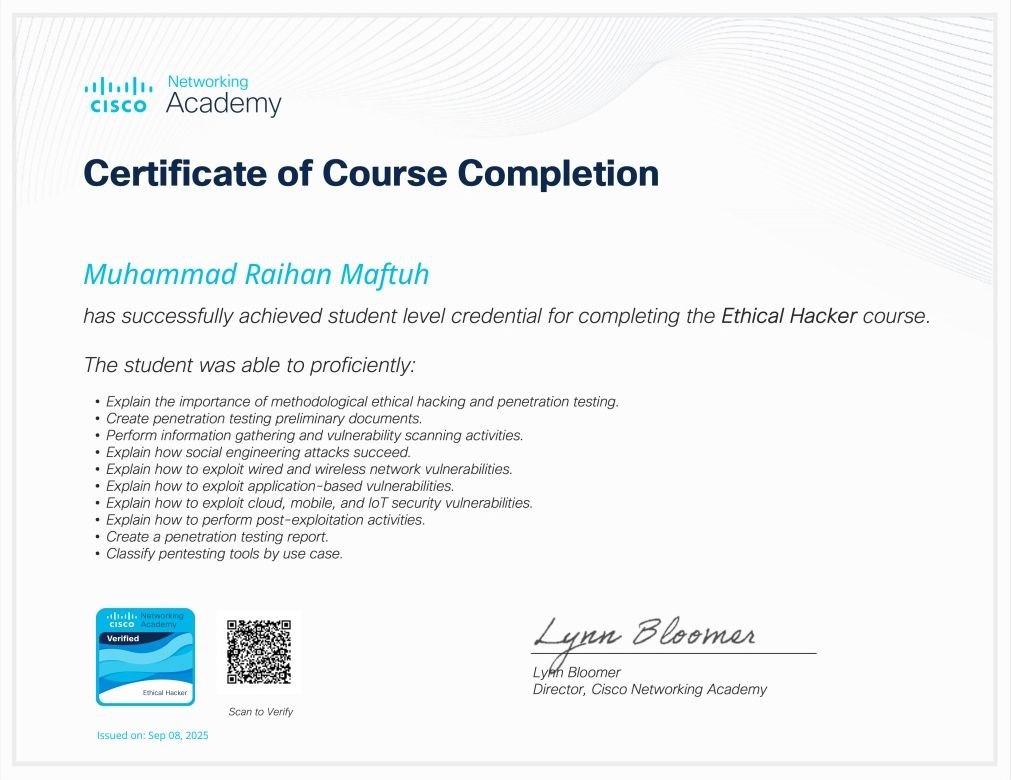 Networking
CISCO Academy
Certificate of Course Completion
Muhammad Raihan Maftuh
has successfully achieved student level credential for completing the Ethical Hacker course.
The student was able to proficiently:
• Explain the importance of methodological ethical hacking and penetration testing.
• Create penetration testing preliminary documents.
• Perform information gathering and vulnerability scanning activities.
• Explain how social engineering attacks succeed.
• Explain how to exploit wired and wireless network vulnerabilities.
• Explain how to exploit application-based vulnerabilities.
• Explain how to exploit cloud, mobile, and IoT security vulnerabilities.
• Explain how to perform post-exploitation activities.
• Create a penetration testing report.
• Classify pentesting tools by use case.
Networking
CISCO Academy
Verified
Ethical Hacker
Scan to Verify
Issued on: Sep 08, 2025
Lynn Bloomer
Lynn Bloomer
Director, Cisco Networking Academy